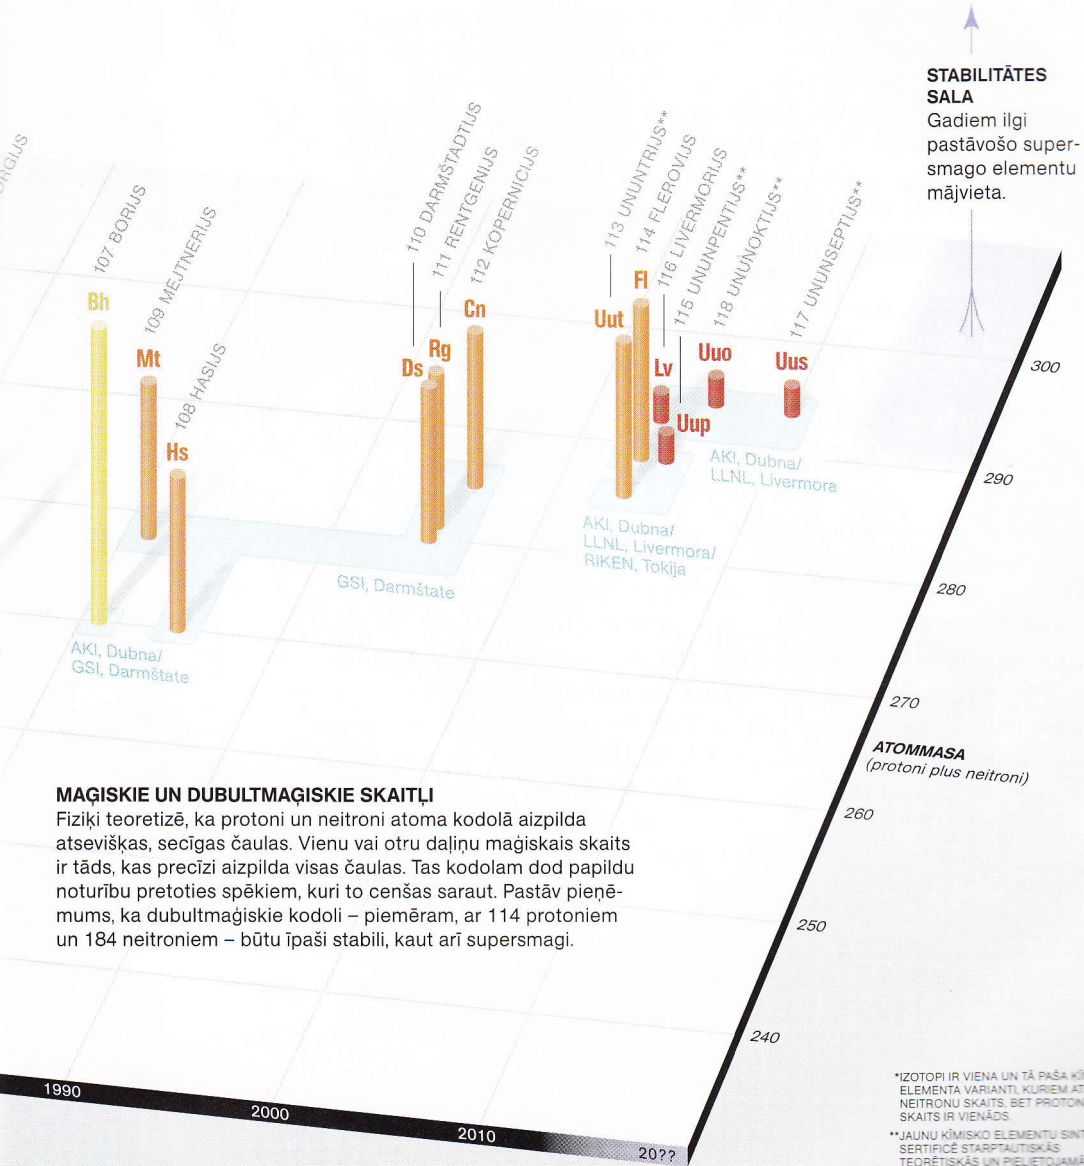 STABILITĀTES
SALA
Gadiem ilgi
pastāvošo super-
smago elementu
mājvieta.
107 BORIJS
109 MEJTNERIJS
108 HASIJS
110 DARMŠTADTIJS
111 RENTGENIJS
112 KOPERNICIJS
113 UNUNTRIJS**
114 FLEROVIJS
116 LIVERMORIJS
115 UNUNPENTIJS**
118 UNUNOKTIJS**
117 UNUNSEPTIJS**
Bh
Mt
Hs
Ds
Rg
Cn
Uut
Fl
Lv
Uup
Uuo
Uus
AKI, Dubna/
GSI, Darmštate
GSI, Darmštate
AKI, Dubna/
LLNL, Livermora/
RIKEN, Tokija
AKI, Dubna/
LLNL, Livermora
300
290
280
270
ATOMMASA
(protoni plus neitroni)
260
250
240
MAĢISKIE UN DUBULTMAĢISKIE SKAITĻI
Fiziķi teoretizē, ka protoni un neitroni atoma kodolā aizpilda
atsevišķas, secīgas čaulas. Vienu vai otru daļiņu maģiskais skaits
ir tāds, kas precīzi aizpilda visas čaulas. Tas kodolam dod papildu
noturību pretoties spēkiem, kuri to cenšas saraut. Pastāv pieņē-
mums, ka dubultmaģiskie kodoli – piemēram, ar 114 protoniem
un 184 neitroniem – būtu īpaši stabili, kaut arī supersmagi.
1990
2000
2010
20??
*IZOTOPI IR VIENA UN TĀ PAŠA
ELEMENTA VARIANTI, KURIEM
NEITRONU SKAITS, BET
SKAITS IR VIENĀDS.
**JAUNU ĶĪMISKO ELEMENTU
SERTIFICĒ STARPTAUTISKĀS
TEORĒTISKĀS UN